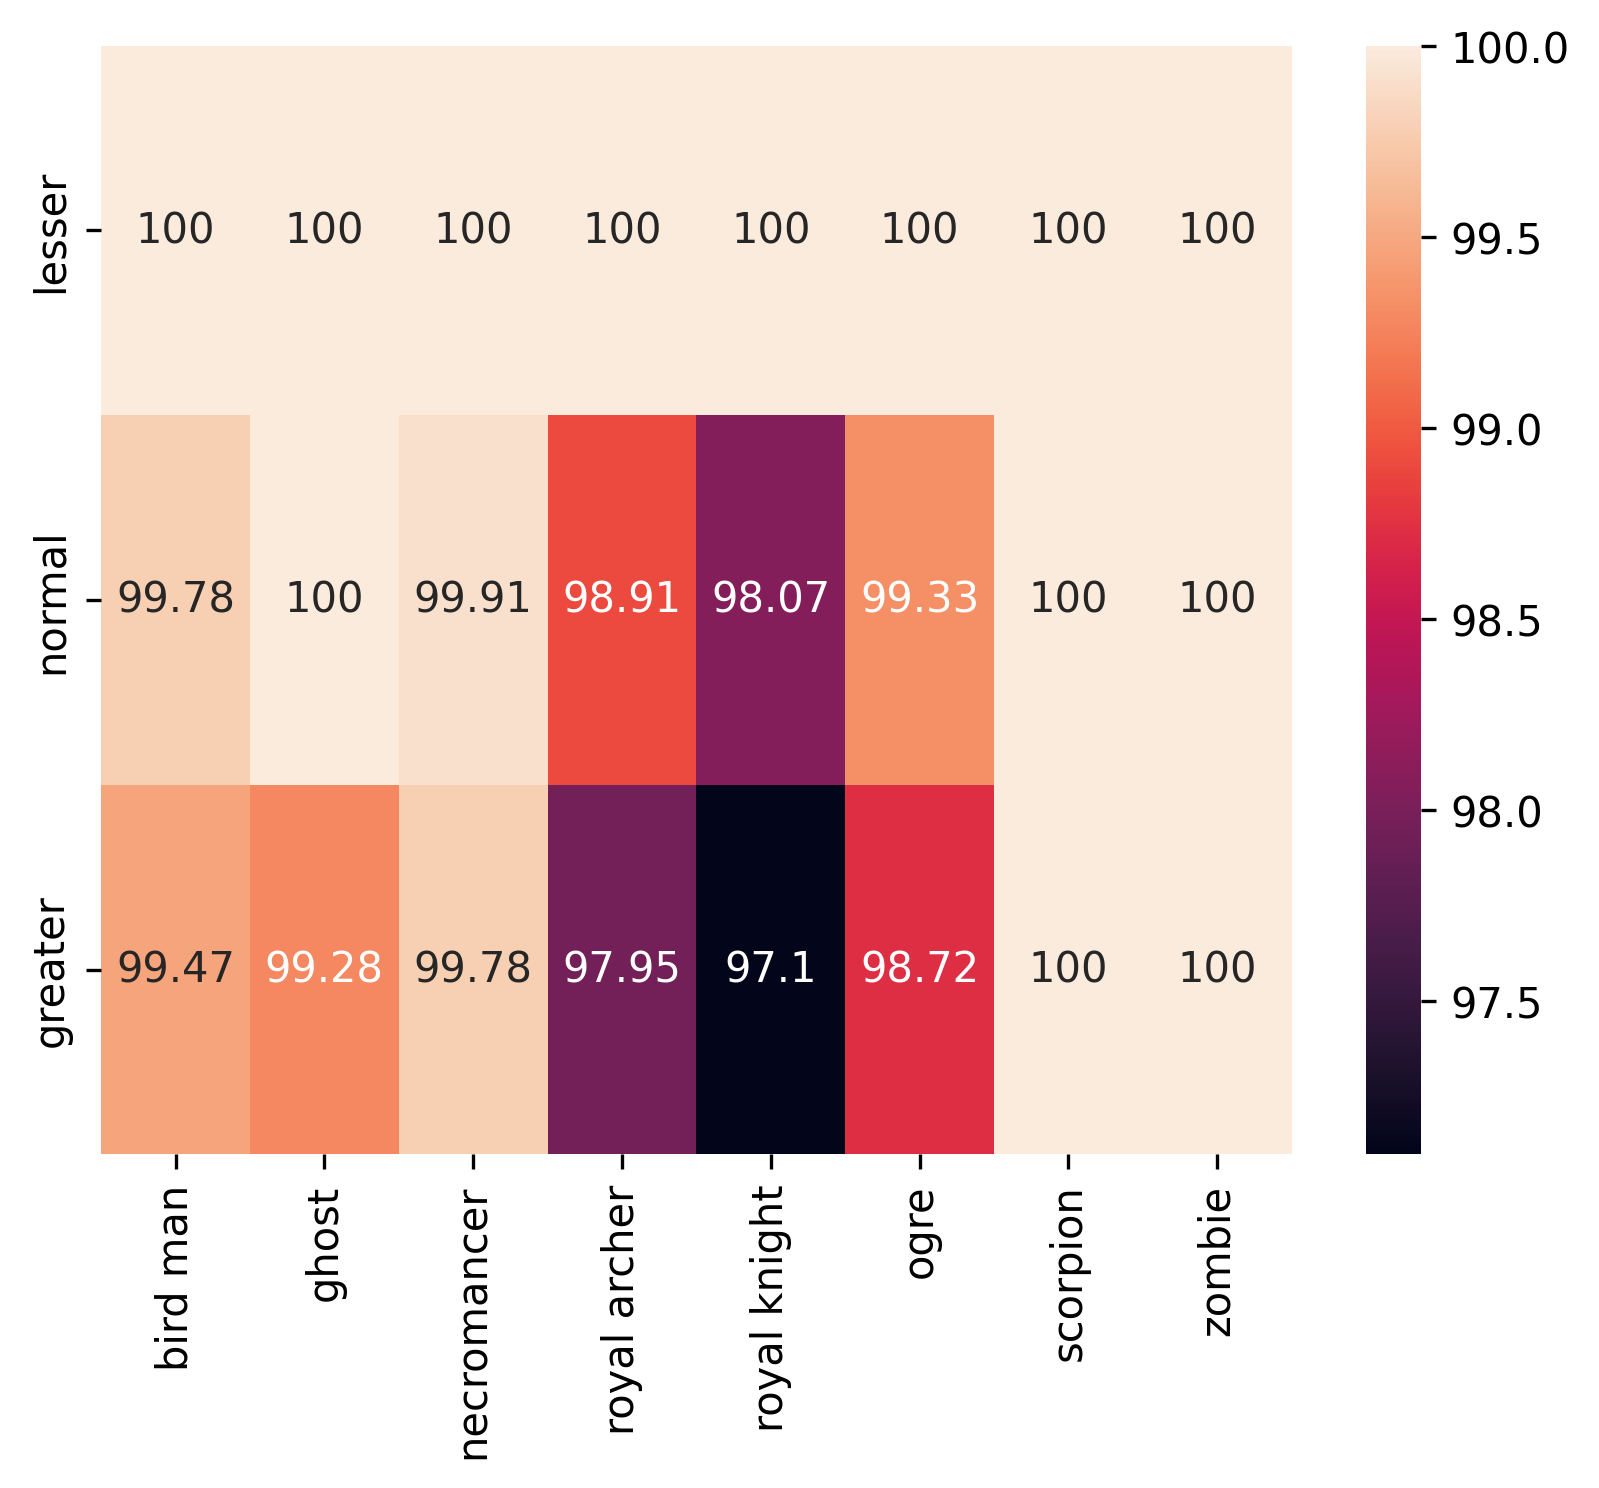 lesser 100 100 100 100 100 100 100 100
normal 99.78 100 99.91 98.91 98.07 99.33 100 100
greater 99.47 99.28 99.78 97.95 97.1 98.72 100 100
bird man ghost necromancer royal archer royal knight ogre scorpion zombie
100.0
99.5
99.0
98.5
98.0
97.5